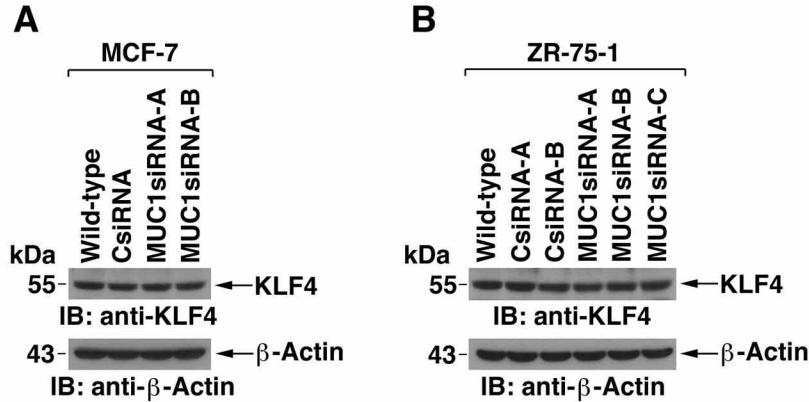 A
MCF-7
Wild-type
CsiRNA
MUC1siRNA-A
MUC1siRNA-B
kDa
55
KLF4
IB: anti-KLF4
43
β-Actin
IB: anti-β-Actin
B
ZR-75-1
Wild-type
CsiRNA-A
CsiRNA-B
MUC1siRNA-A
MUC1siRNA-B
MUC1siRNA-C
kDa
55
KLF4
IB: anti-KLF4
43
β-Actin
IB: anti-β-Actin